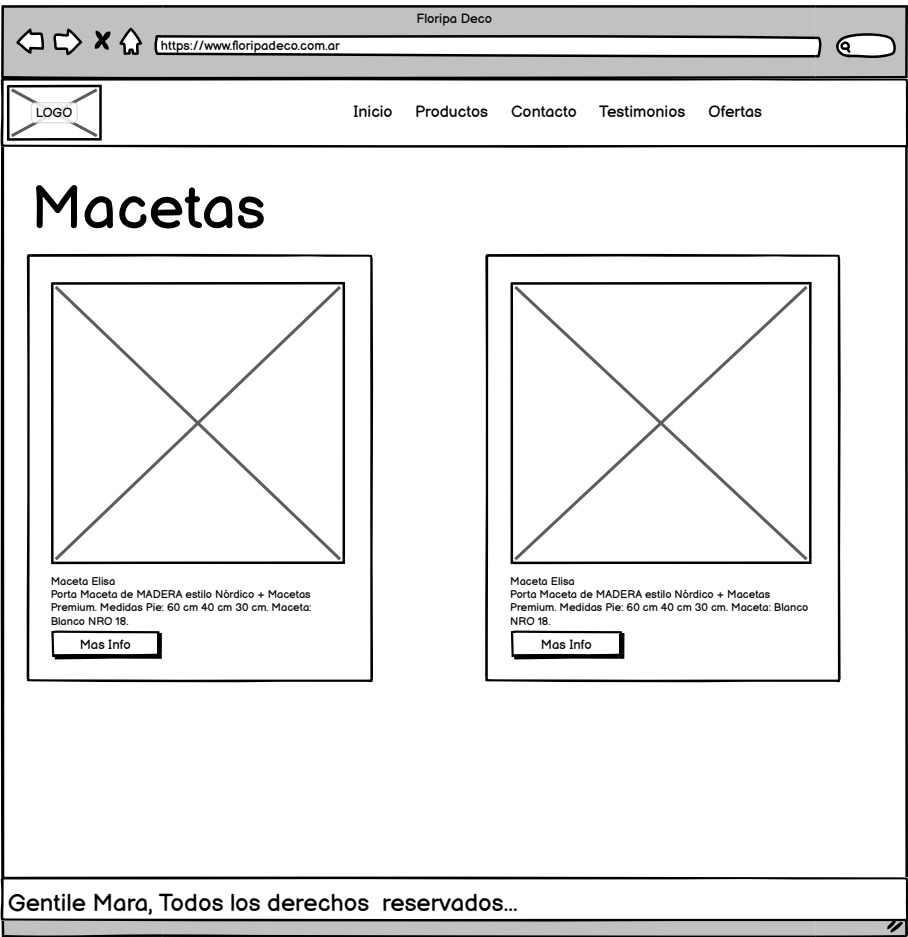 Floripa Deco
https://www.floripadeco.com.ar
LOGO
Inicio Productos Contacto Testimonios Ofertas
Macetas
Maceta Elisa
Porta Maceta de MADERA estilo Nórdico + Macetas
Premium. Medidas Pie: 60 cm 40 cm 30 cm. Maceta:
Blanco NRO 18.
Mas Info
Maceta Elisa
Porta Maceta de MADERA estilo Nórdico + Macetas
Premium. Medidas Pie: 60 cm 40 cm 30 cm. Maceta: Blanco
NRO 18.
Mas Info
Gentile Mara, Todos los derechos  reservados...